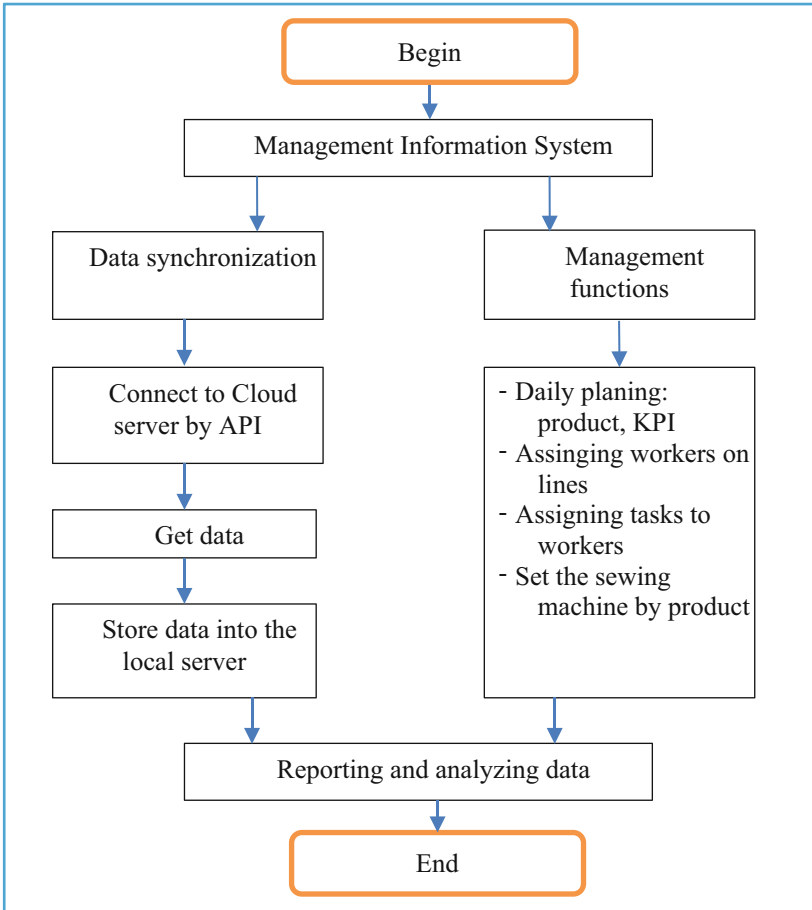 Begin
Management Information System
Data synchronization
Management
functions
Connect to Cloud
server by API
Get data
Store data into the
local server
- Daily planing:
product, KPI
- Assinging workers on
lines
- Assigning tasks to
workers
- Set the sewing
machine by product
Reporting and analyzing data
End